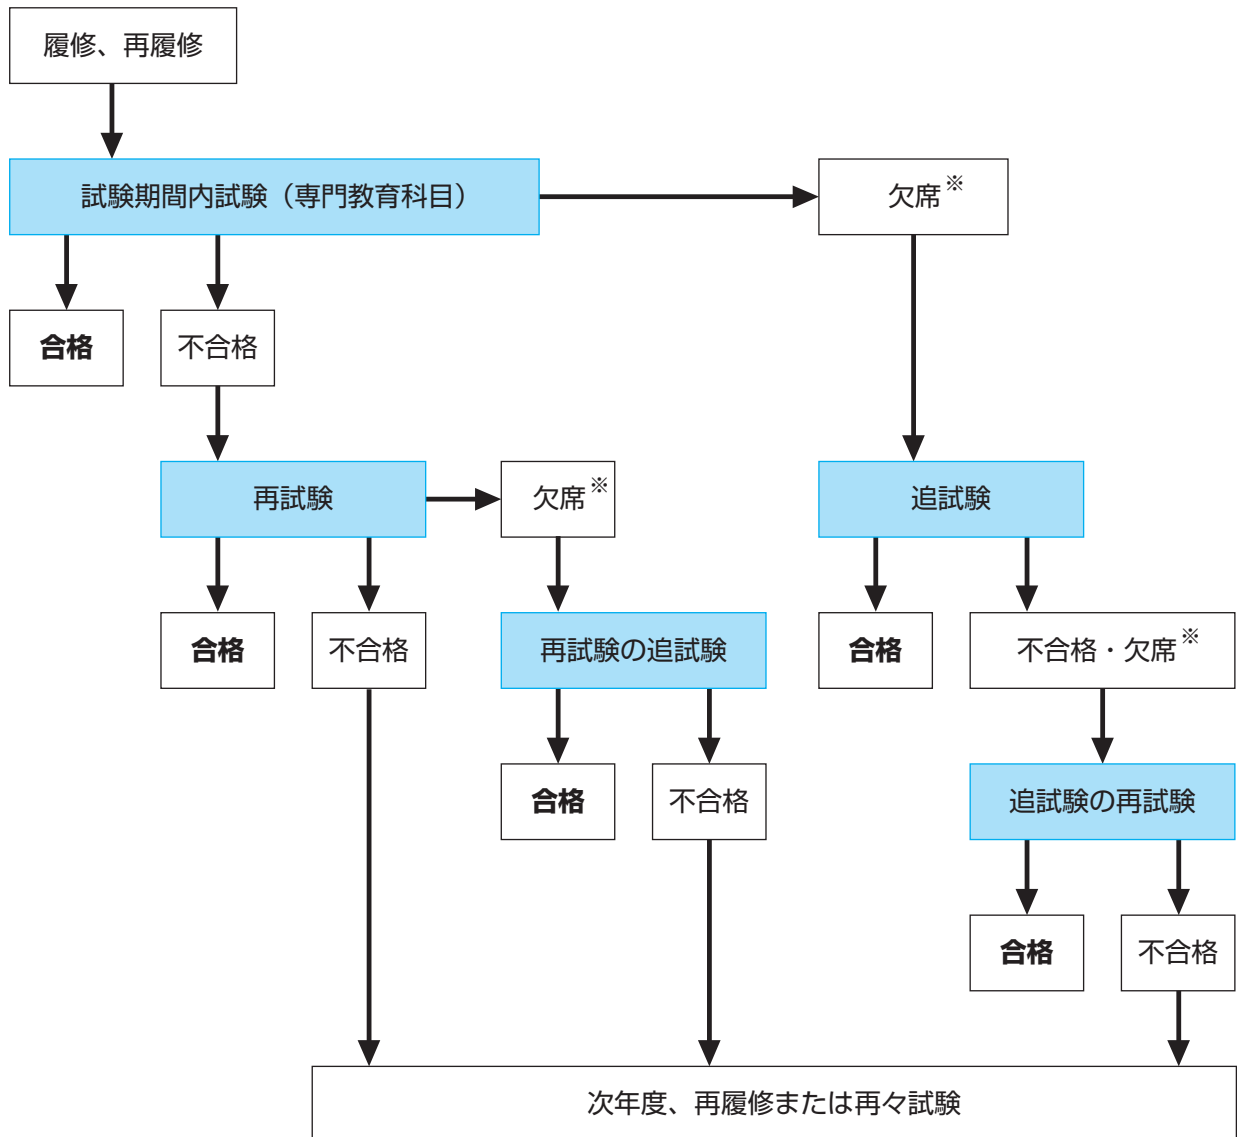 履修、再履修
試験期間内試験（専門教育科目）
欠席※
合格
不合格
再試験
欠席※
追試験
合格
不合格
再試験の追試験
合格
不合格・欠席※
合格
不合格
追試験の再試験
合格
不合格
次年度、再履修または再々試験